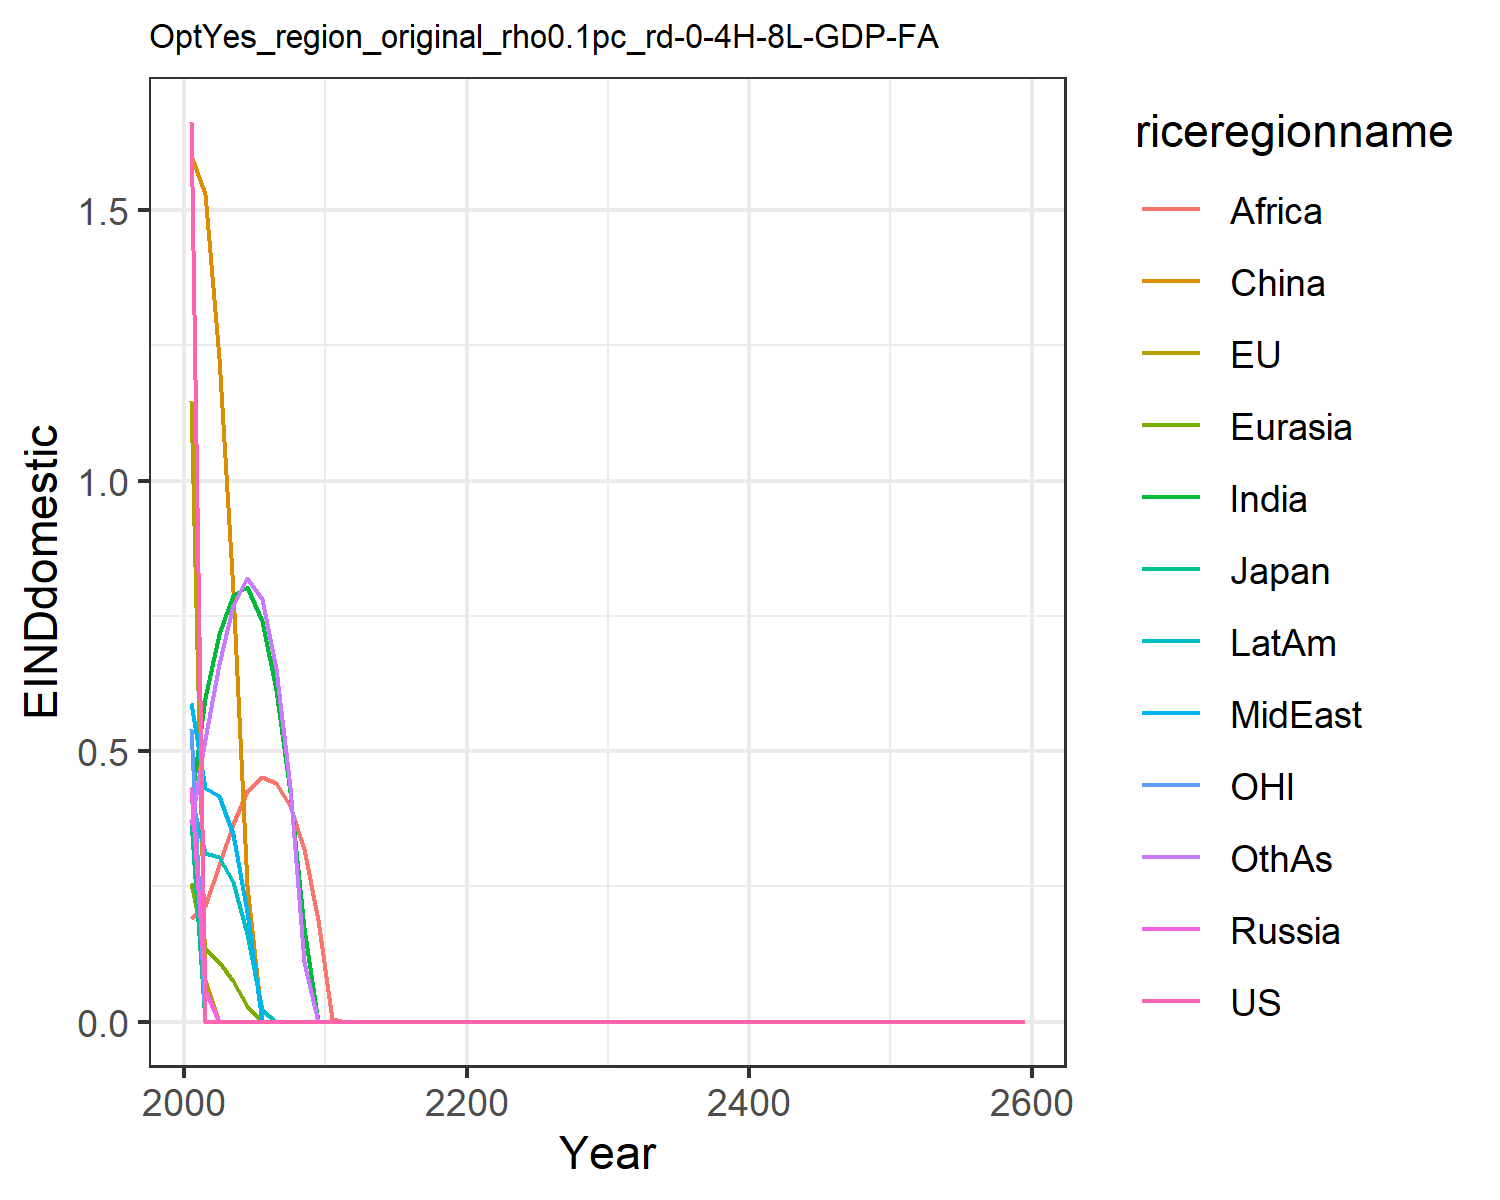 OptYes_region_original_rho0.1pc_rd-0-4H-8L-GDP-FA
EINDdomestic
1.5
1.0
0.5
0.0
2000 2200 2400 2600
Year
riceregionname
Africa
China
EU
Eurasia
India
Japan
LatAm
MidEast
OHI
OthAs
Russia
US